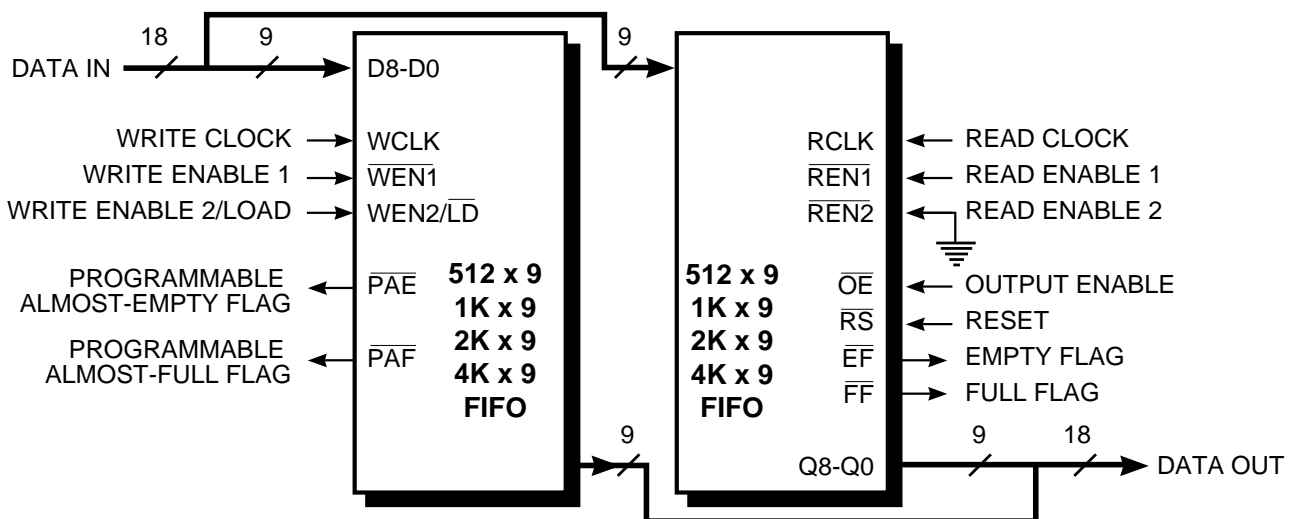 18
9
9
DATA IN
D8-D0
WRITE CLOCK
WCLK
RCLK
READ CLOCK
WRITE ENABLE 1
WEN1
REN1
READ ENABLE 1
WRITE ENABLE 2/LOAD
WEN2/LD
REN2
READ ENABLE 2
PROGRAMMABLE
ALMOST-EMPTY FLAG
PAE
PROGRAMMABLE
ALMOST-FULL FLAG
PAF
512 x 9
1K x 9
2K x 9
4K x 9
FIFO
512 x 9
1K x 9
2K x 9
4K x 9
FIFO
OE
OUTPUT ENABLE
RS
RESET
EF
EMPTY FLAG
FF
FULL FLAG
9
9
18
Q8-Q0
DATA OUT